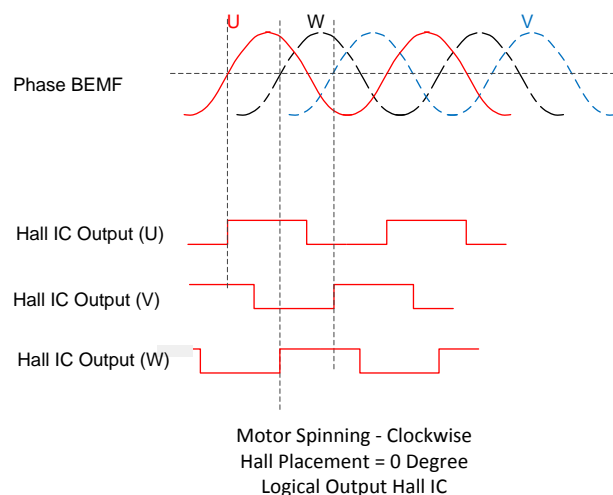 U
W
V
Phase BEMF
Hall IC Output (U)
Hall IC Output (V)
Hall IC Output (W)
Motor Spinning - Clockwise
Hall Placement = 0 Degree
Logical Output Hall IC